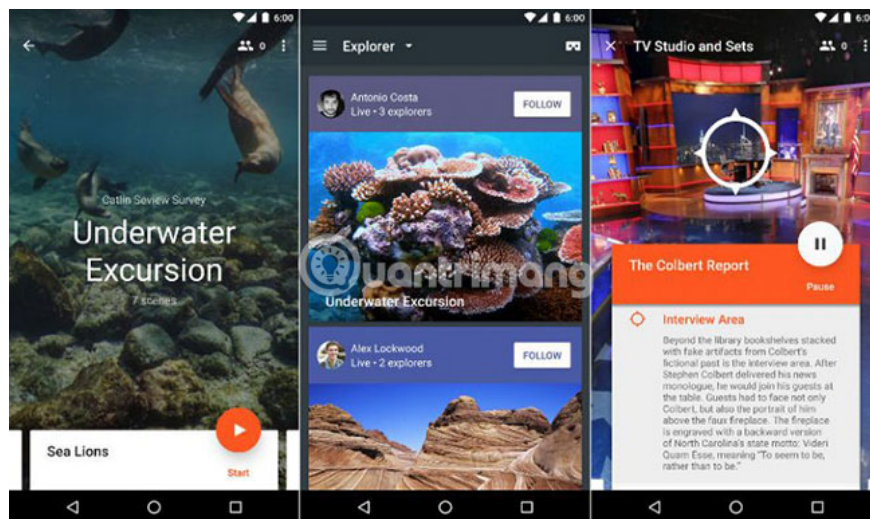 6:00
0
Catlin Seview Survey
Underwater
Excursion
7 scenes
Sea Lions
Start
6:00
Explorer
Antonio Costa
Live • 3 explorers
FOLLOW
Underwater Excursion
Alex Lockwood
Live • 2 explorers
FOLLOW
Quantrimang
6:00
TV Studio and Sets
0
The Colbert Report
Pause
Interview Area
Beyond the library bookshelves stacked
with fake artifacts from Colbert's
fictional past is the interview area. After
Stephen Colbert delivered his news
monologue, he would join his guests at
the table. Guests had to face not only
Colbert, but also the portrait of him
above the faux fireplace. The fireplace
is engraved with a backward version
of North Carolina's state motto: Videri
Quam Esse, meaning "To seem to be,
rather than to be."